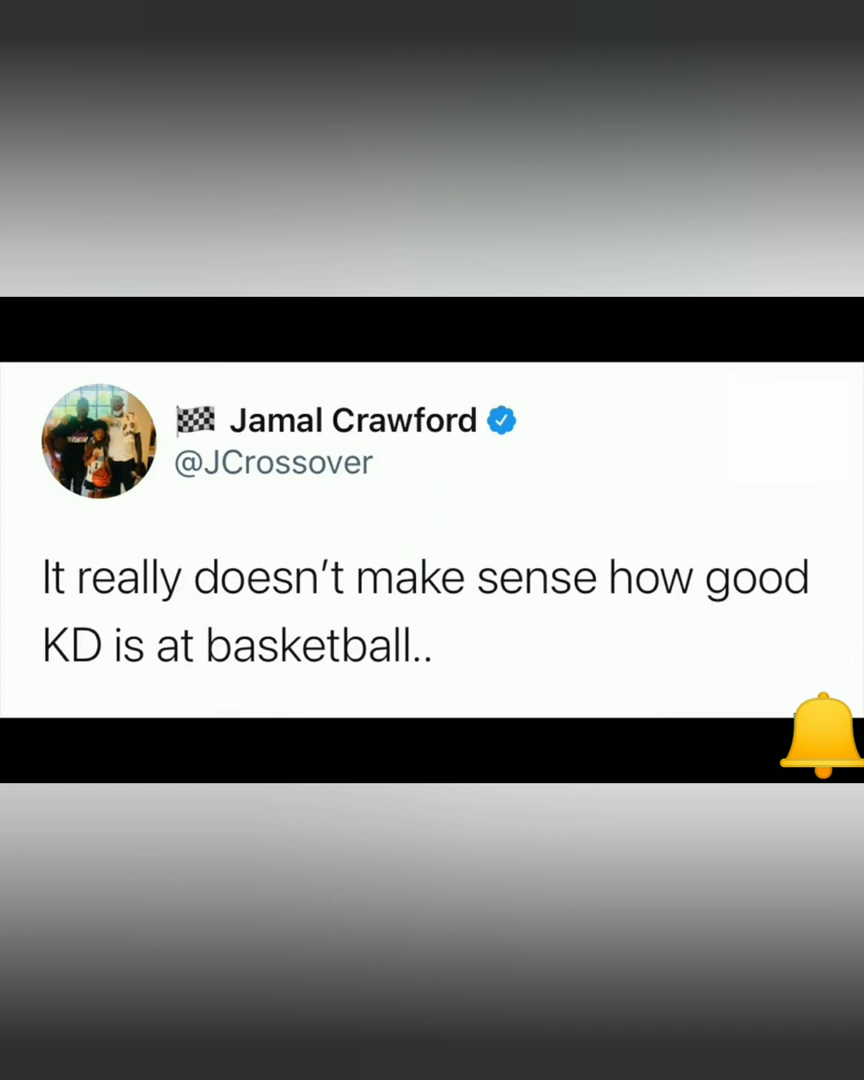 Jamal Crawford
@JCrossover
It really doesn’t make sense how good
KD is at basketball..